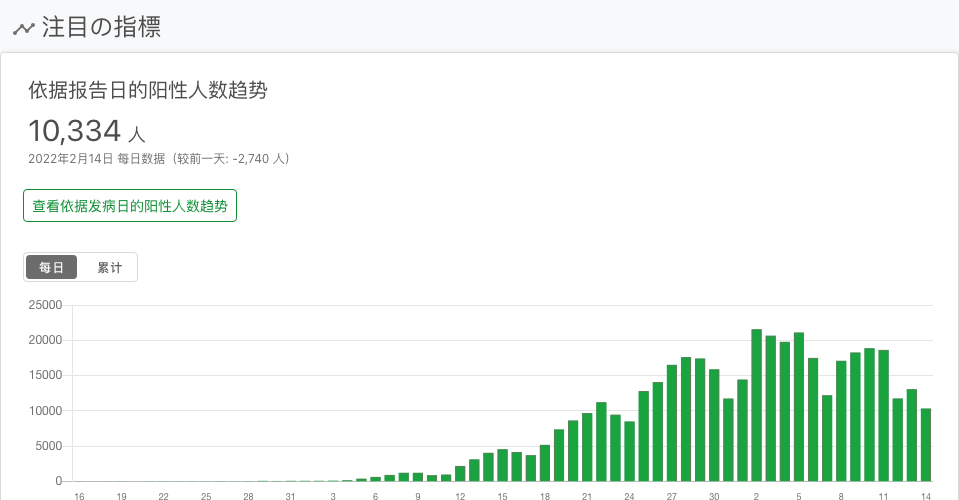 注目の指標
依据报告日的阳性人数趋势
10,334 人
2022年2月14日 每日数据（较前一天: -2,740 人）
查看依据发病日的阳性人数趋势
每日 累计
25000
20000
15000
10000
5000
0
16 19 22 25 28 31 3 6 9 12 15 18 21 24 27 30 2 5 8 11 14